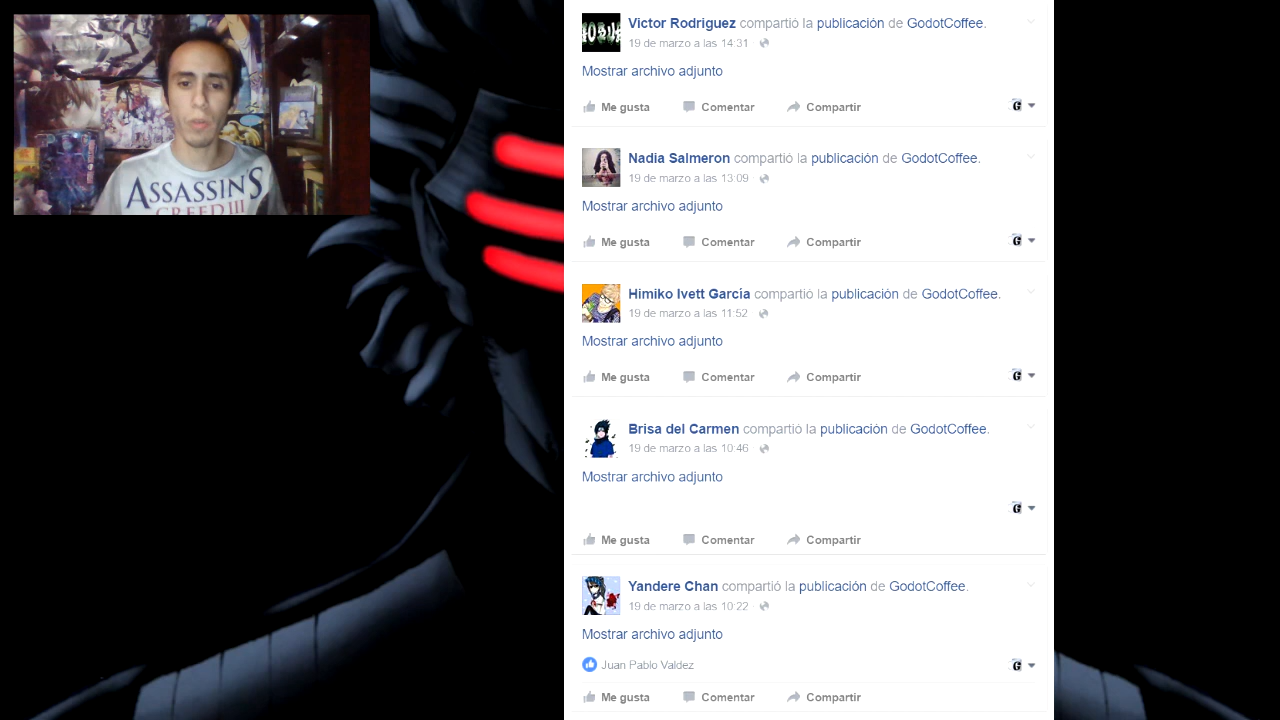 ASSASSIN'S
CREED III
Victor Rodriguez compartió la publicación de GodotCoffee.
19 de marzo a las 14:31
Mostrar archivo adjunto
Me gusta Comentar Compartir
Nadia Salmeron compartió la publicación de GodotCoffee.
19 de marzo a las 13:09
Mostrar archivo adjunto
Me gusta Comentar Compartir
Himiko Ivett García compartió la publicación de GodotCoffee.
19 de marzo a las 11:52
Mostrar archivo adjunto
Me gusta Comentar Compartir
Brisa del Carmen compartió la publicación de GodotCoffee.
19 de marzo a las 10:46
Mostrar archivo adjunto
Me gusta Comentar Compartir
Yandere Chan compartió la publicación de GodotCoffee.
19 de marzo a las 10:22
Mostrar archivo adjunto
Juan Pablo Valdez
Me gusta Comentar Compartir